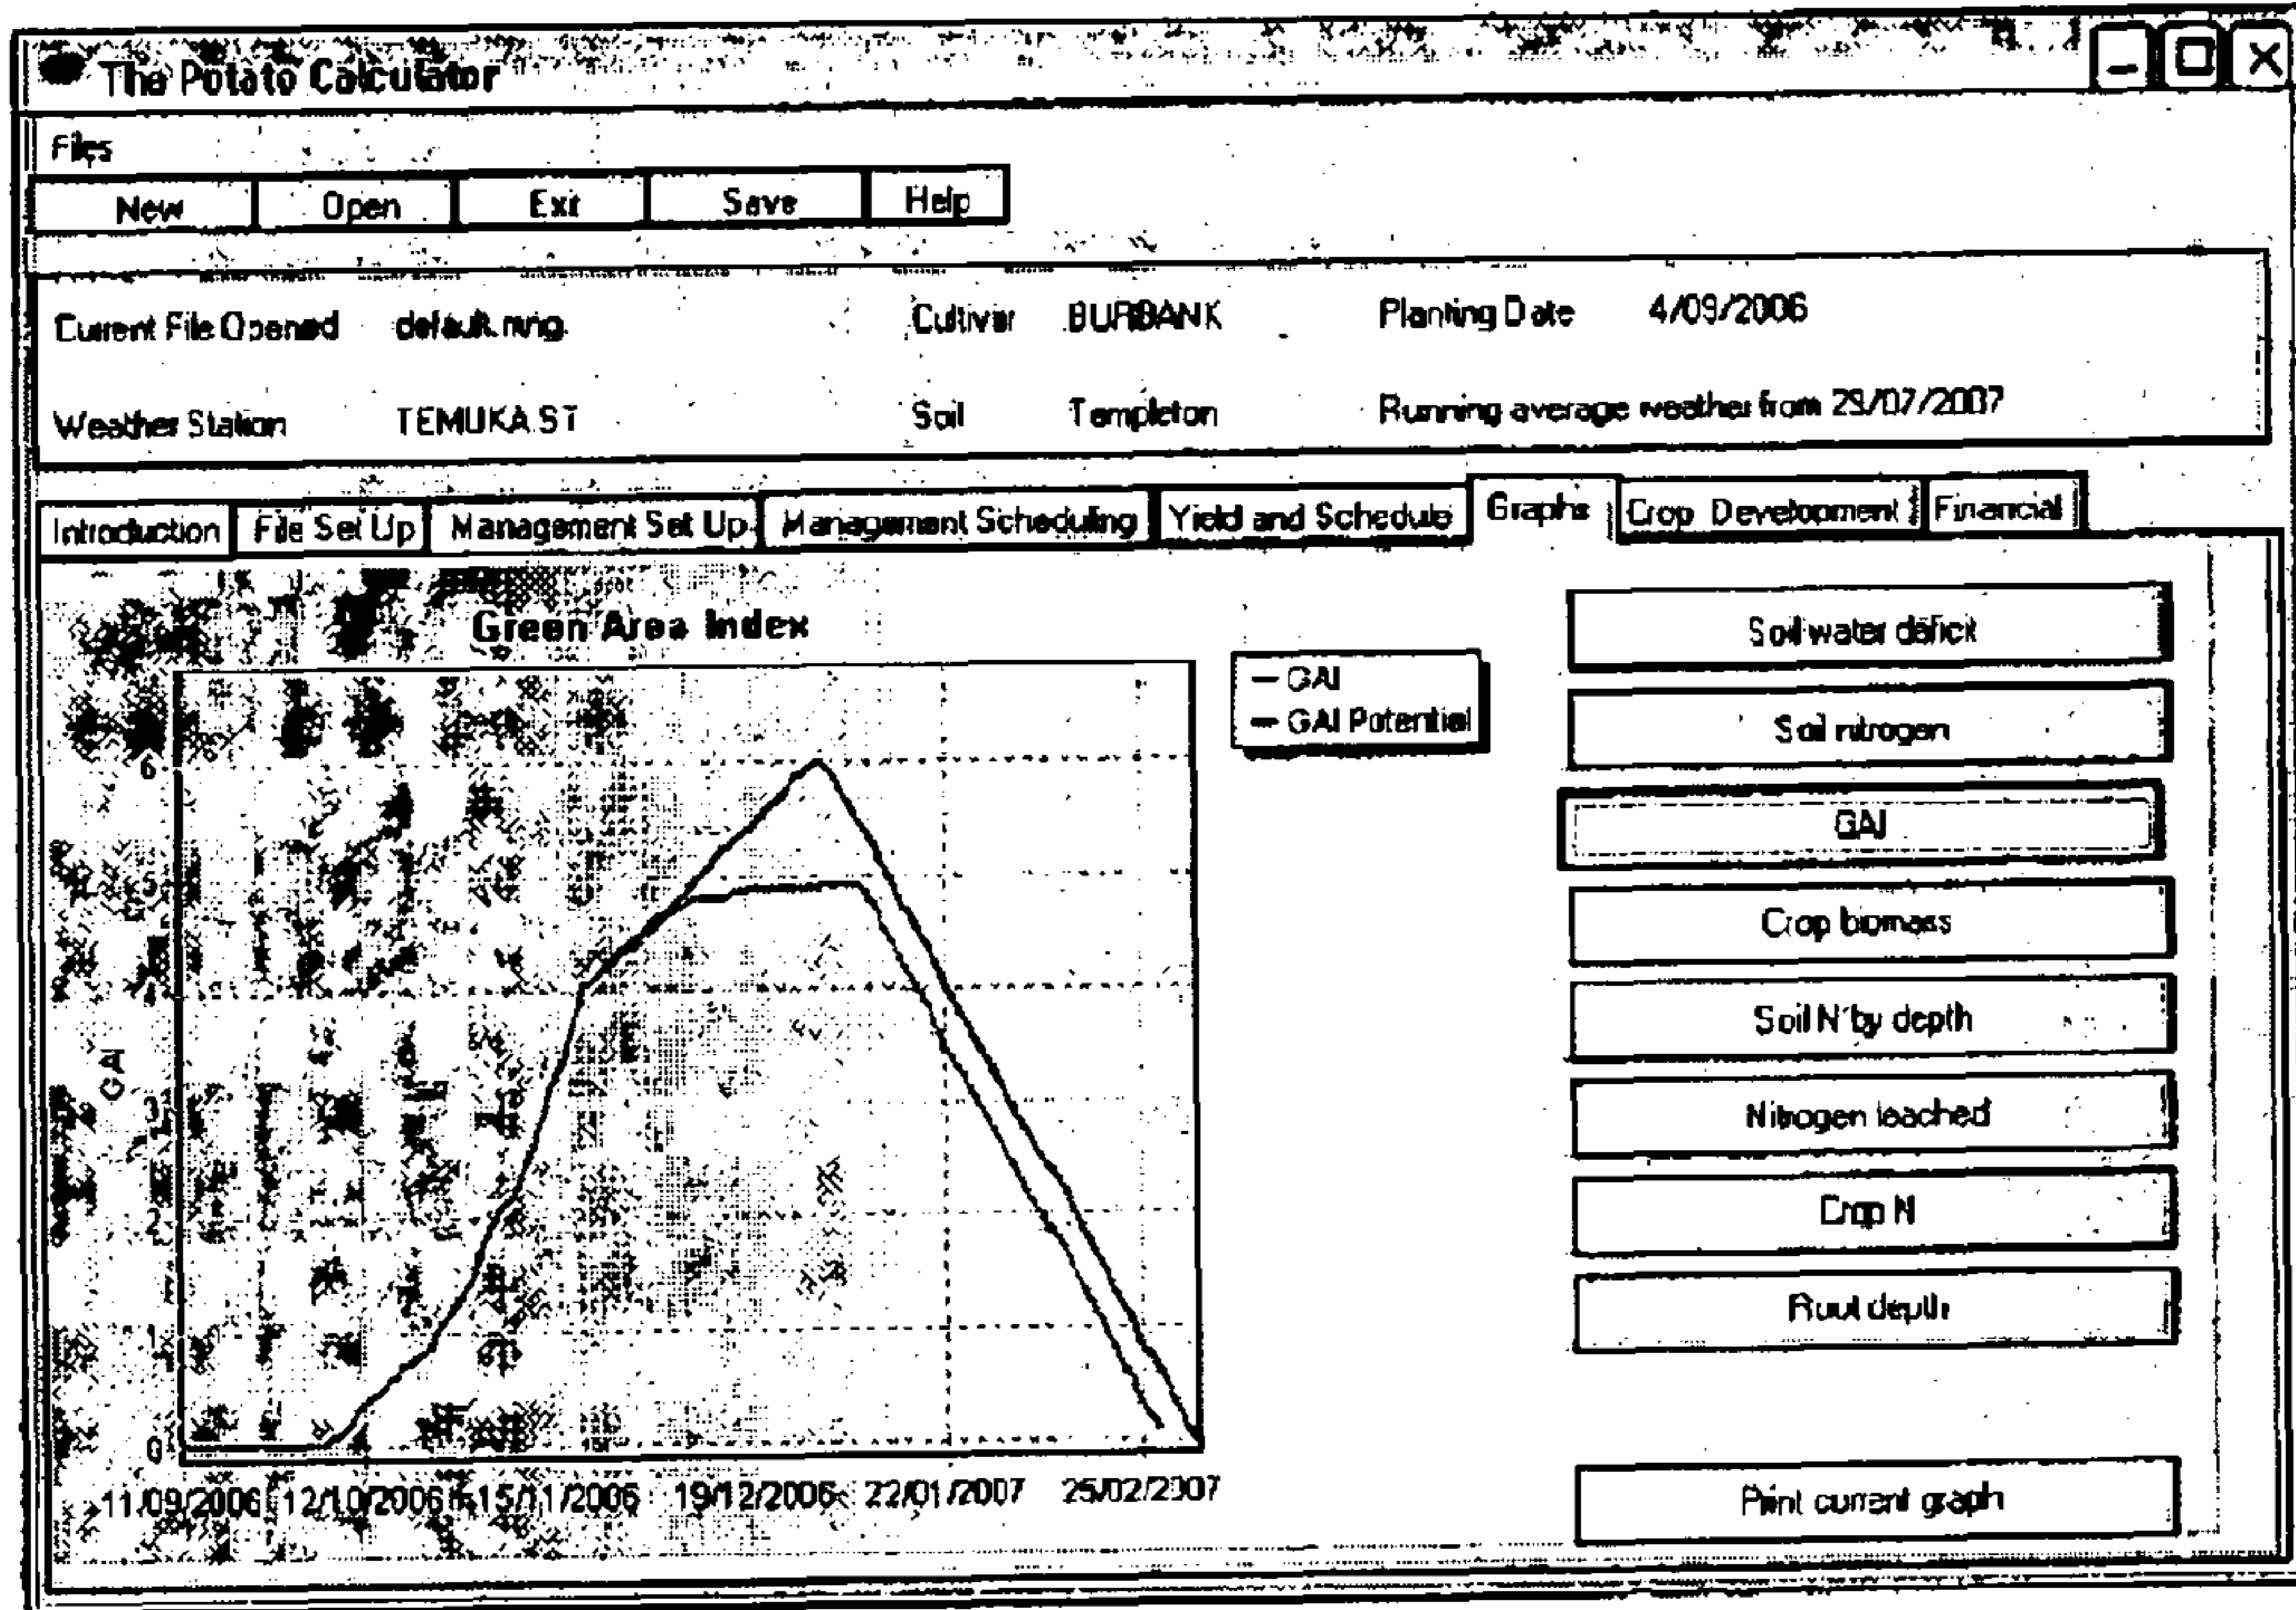 The Potato Calculator
Files
New Open Exit Save Help
Current File Opened default.mng Cultivar BURBANK Planting Date 4/09/2006
Weather Station TEMUKA.ST Soil Templeton Running average weather from 29/07/2007
Introduction File Set Up Management Set Up Management Scheduling Yield and Schedule Graphs Crop Development Financial
Green Area Index
GAI
GAI Potential
6
5
4
3
2
1
0
GAI
11/09/2006 12/10/2006 15/11/2006 19/12/2006 22/01/2007 25/02/2007
Soil water deficit
Soil nitrogen
GAI
Crop biomass
Soil N by depth
Nitrogen leached
Crop N
Root depth
Print current graph